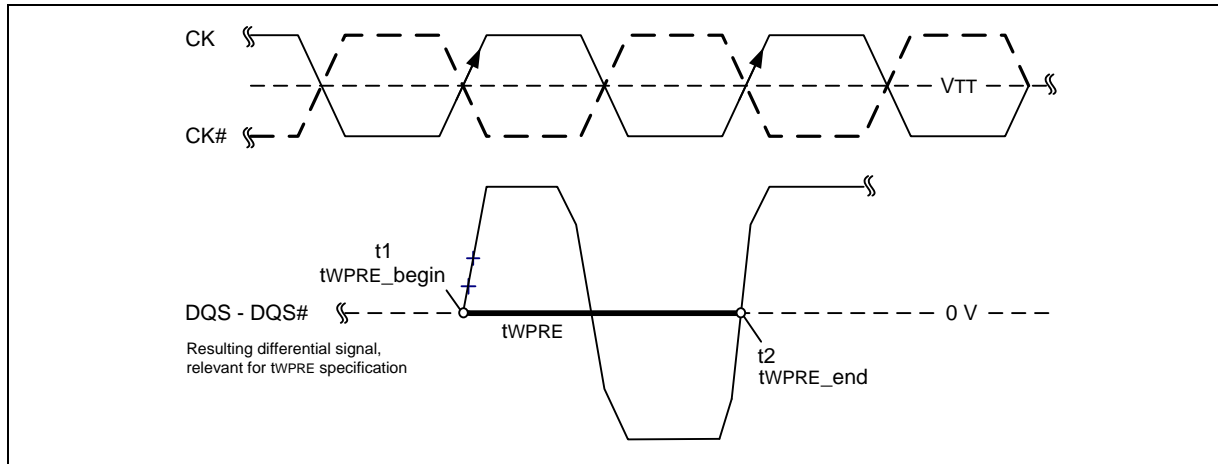 CK
VTT
CK#
t1
tWPRE_begin
DQS - DQS#
tWPRE
0 V
Resulting differential signal,
relevant for tWPRE specification
t2
tWPRE_end